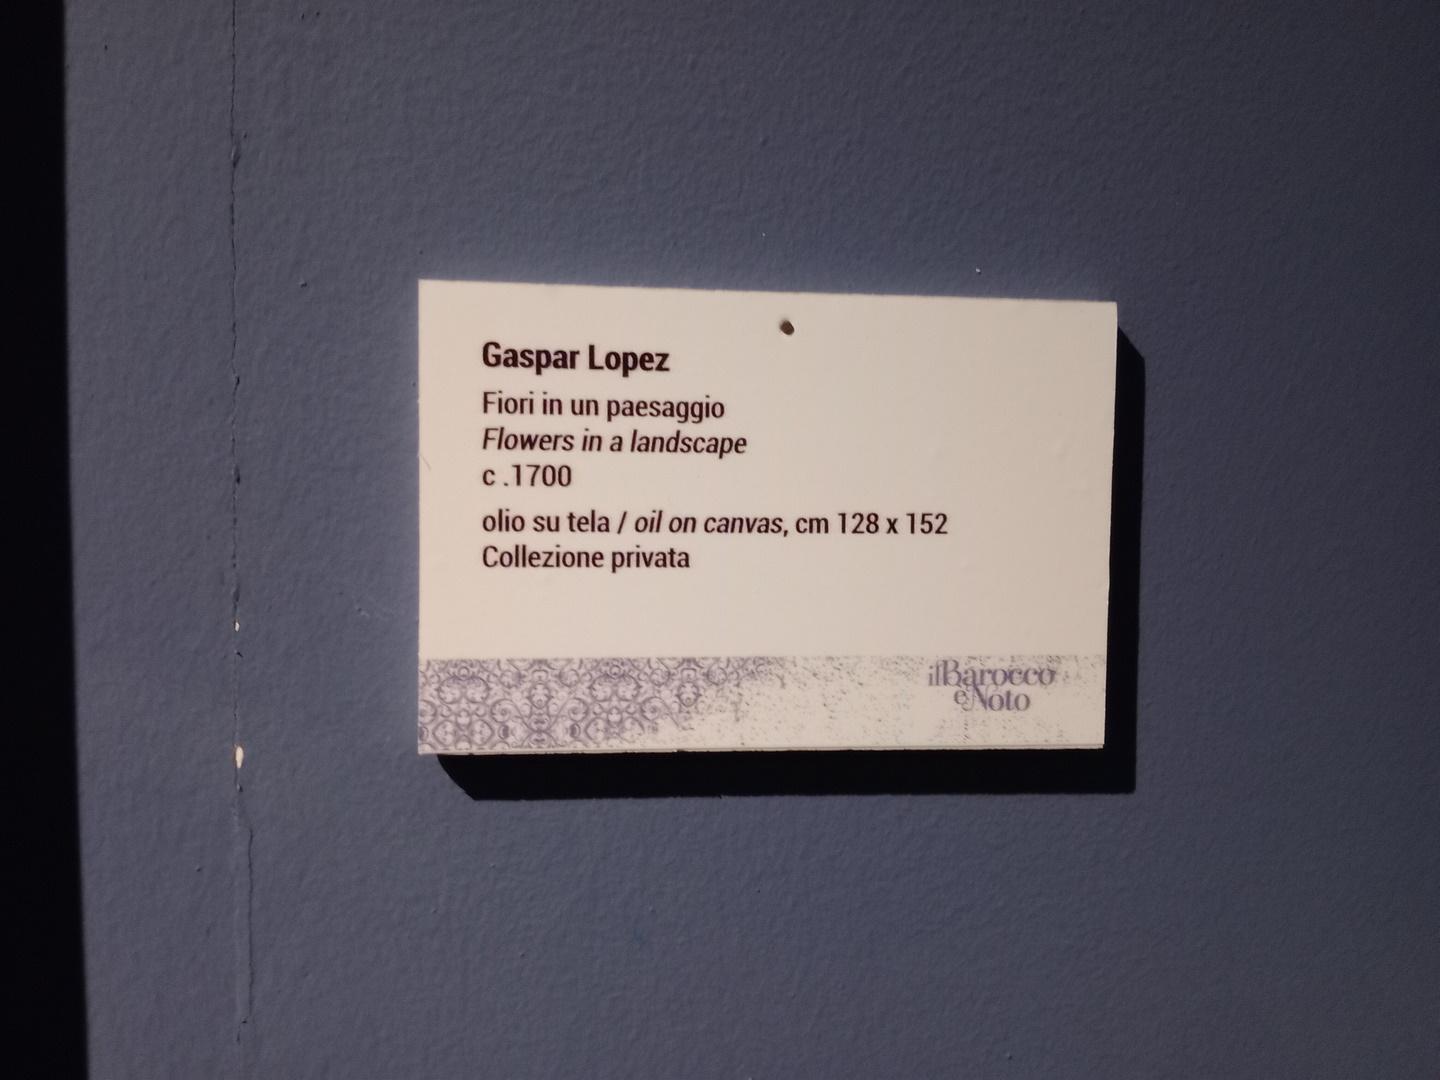 Gaspar Lopez
Fiori in un paesaggio
Flowers in a landscape
c .1700
olio su tela / oil on canvas, cm 128 x 152
Collezione privata
ilBarocco
eNoto